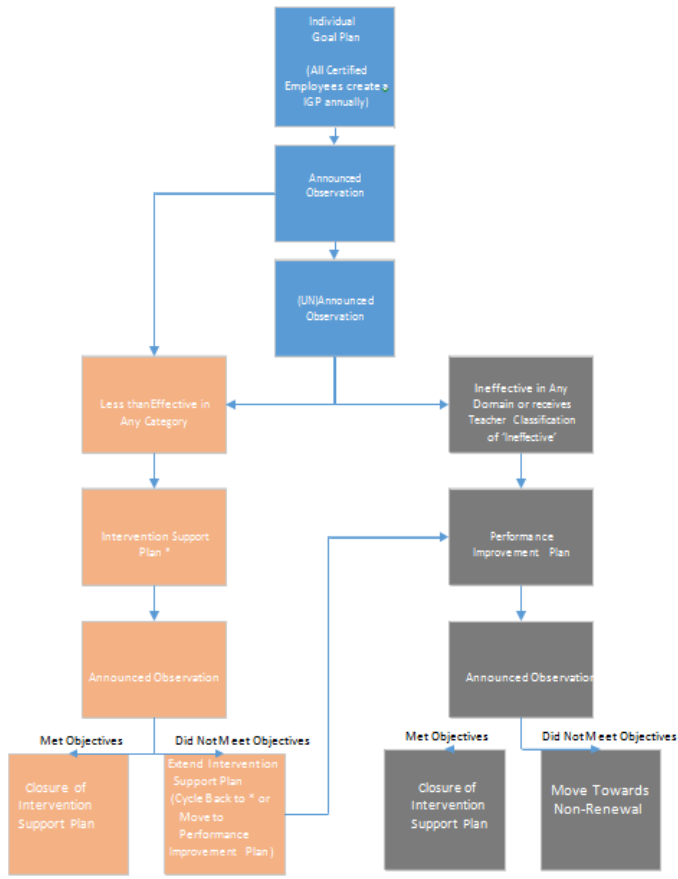 Individual
Goal Plan
(All Certified
Employees create a
IGP annually)
Announced
Observation
(UN)Announced
Observation
Less thanEffective in
Any Category
Ineffective in Any
Domain or receives
Teacher Classification
of ‘Ineffective’
Intervention Support
Plan *
Performance
Improvement Plan
Announced Observation
Announced Observation
Met Objectives
Did Not Meet Objectives
Met Objectives
Did Not Meet Objectives
Closure of
Intervention
Support Plan
Extend Intervention
Support Plan
(Cycle Back to * or
Move to
Performance
Improvement Plan)
Closure of
Intervention
Support Plan
Move Towards
Non-Renewal